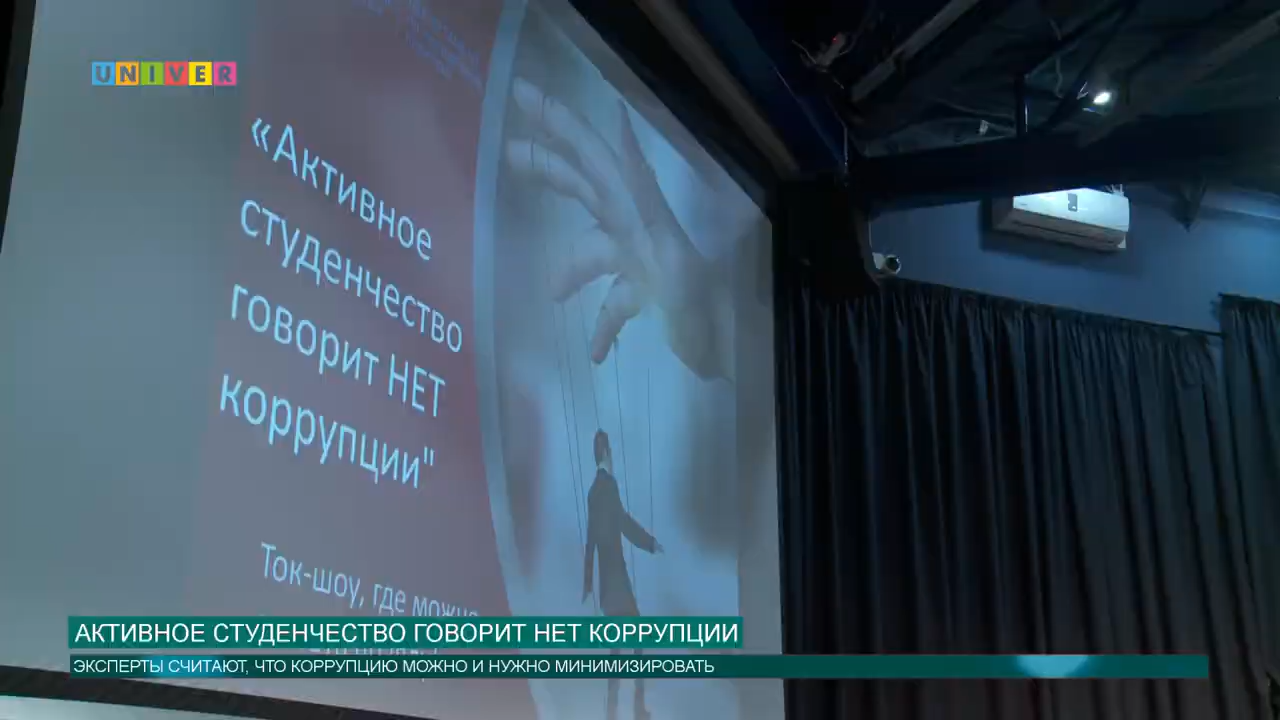 UNIVER
«Активное
студенчество
говорит НЕТ
коррупции"
Ток-шоу, где можно
АКТИВНОЕ СТУДЕНЧЕСТВО ГОВОРИТ НЕТ КОРРУПЦИИ
ЭКСПЕРТЫ СЧИТАЮТ, ЧТО КОРРУПЦИЮ МОЖНО И НУЖНО МИНИМИЗИРОВАТЬ